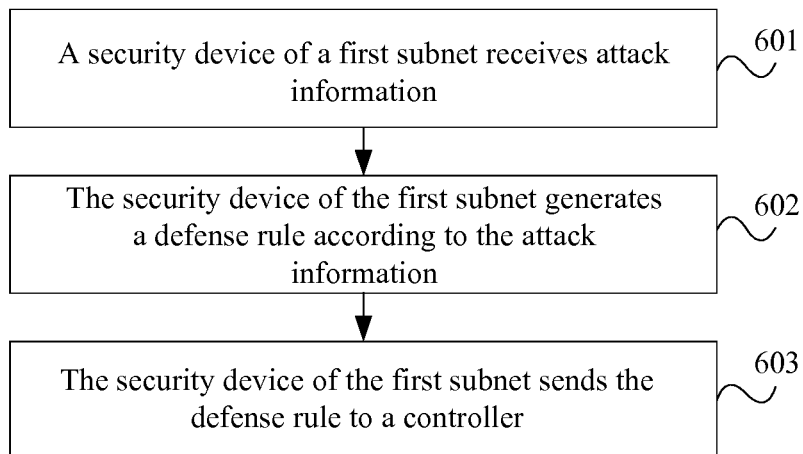 A security device of a first subnet receives attack
information
601
The security device of the first subnet generates
a defense rule according to the attack
information
602
The security device of the first subnet sends the
defense rule to a controller
603